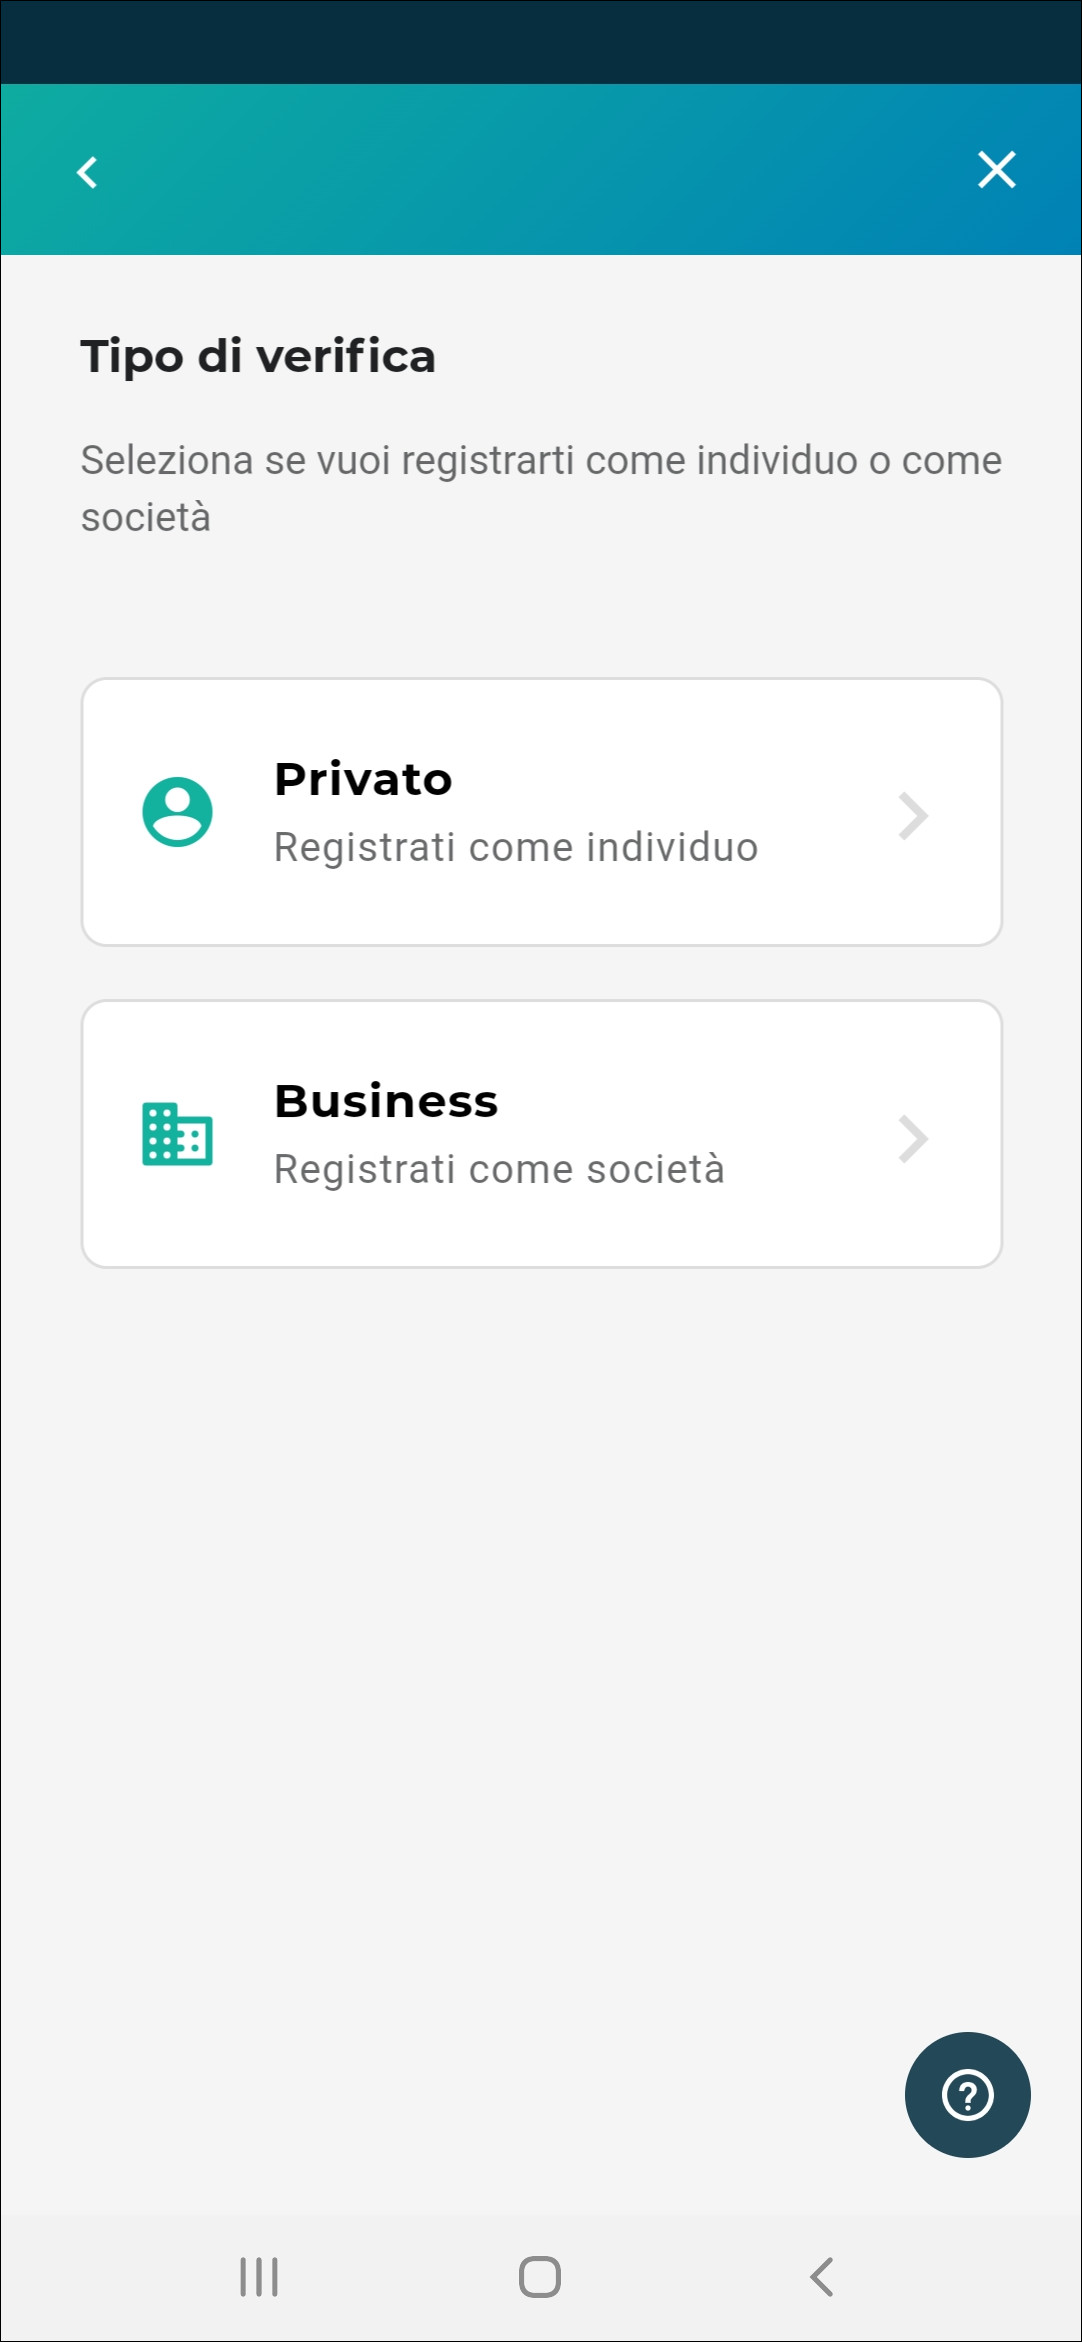 Tipo di verifica
Seleziona se vuoi registrarti come individuo o come
società
Privato
Registrati come individuo
Business
Registrati come società
?